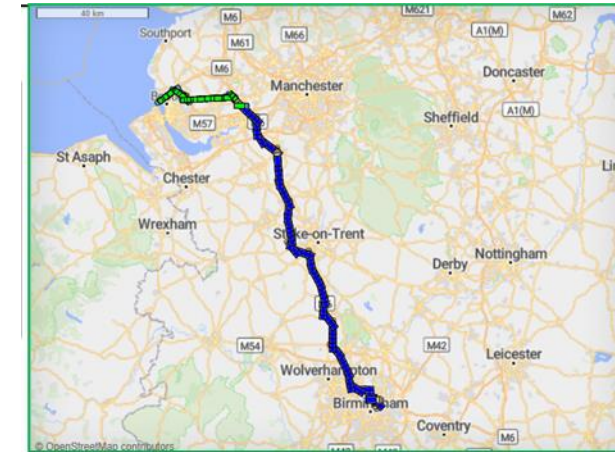 40 km
M6
M621
M62
Southport
A1(M)
M61
M66
M6
Doncaster
Manchester
A1(M)
M57
Sheffield
St Asaph
Chester
Wrexham
Stoke-on-Trent
Nottingham
Derby
M54
M42
Leicester
Wolverhampton
Birmingham
Coventry
M6
© OpenStreetMap contributors